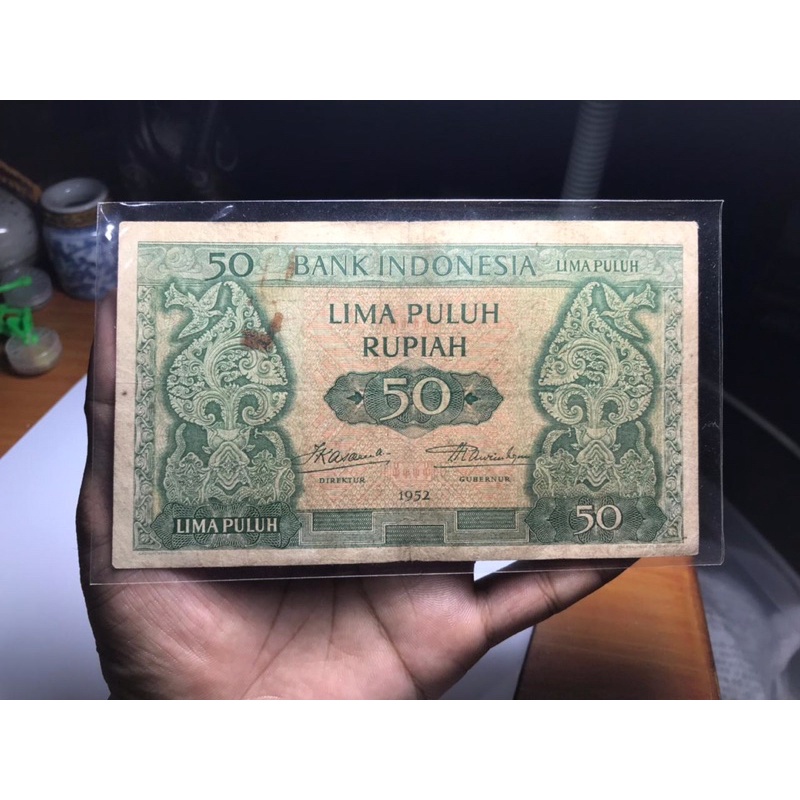 50 BANK INDONESIA LIMA PULUH
LIMA PULUH
RUPIAH
50
DIREKTUR GUBERNUR
1952
LIMA PULUH 50